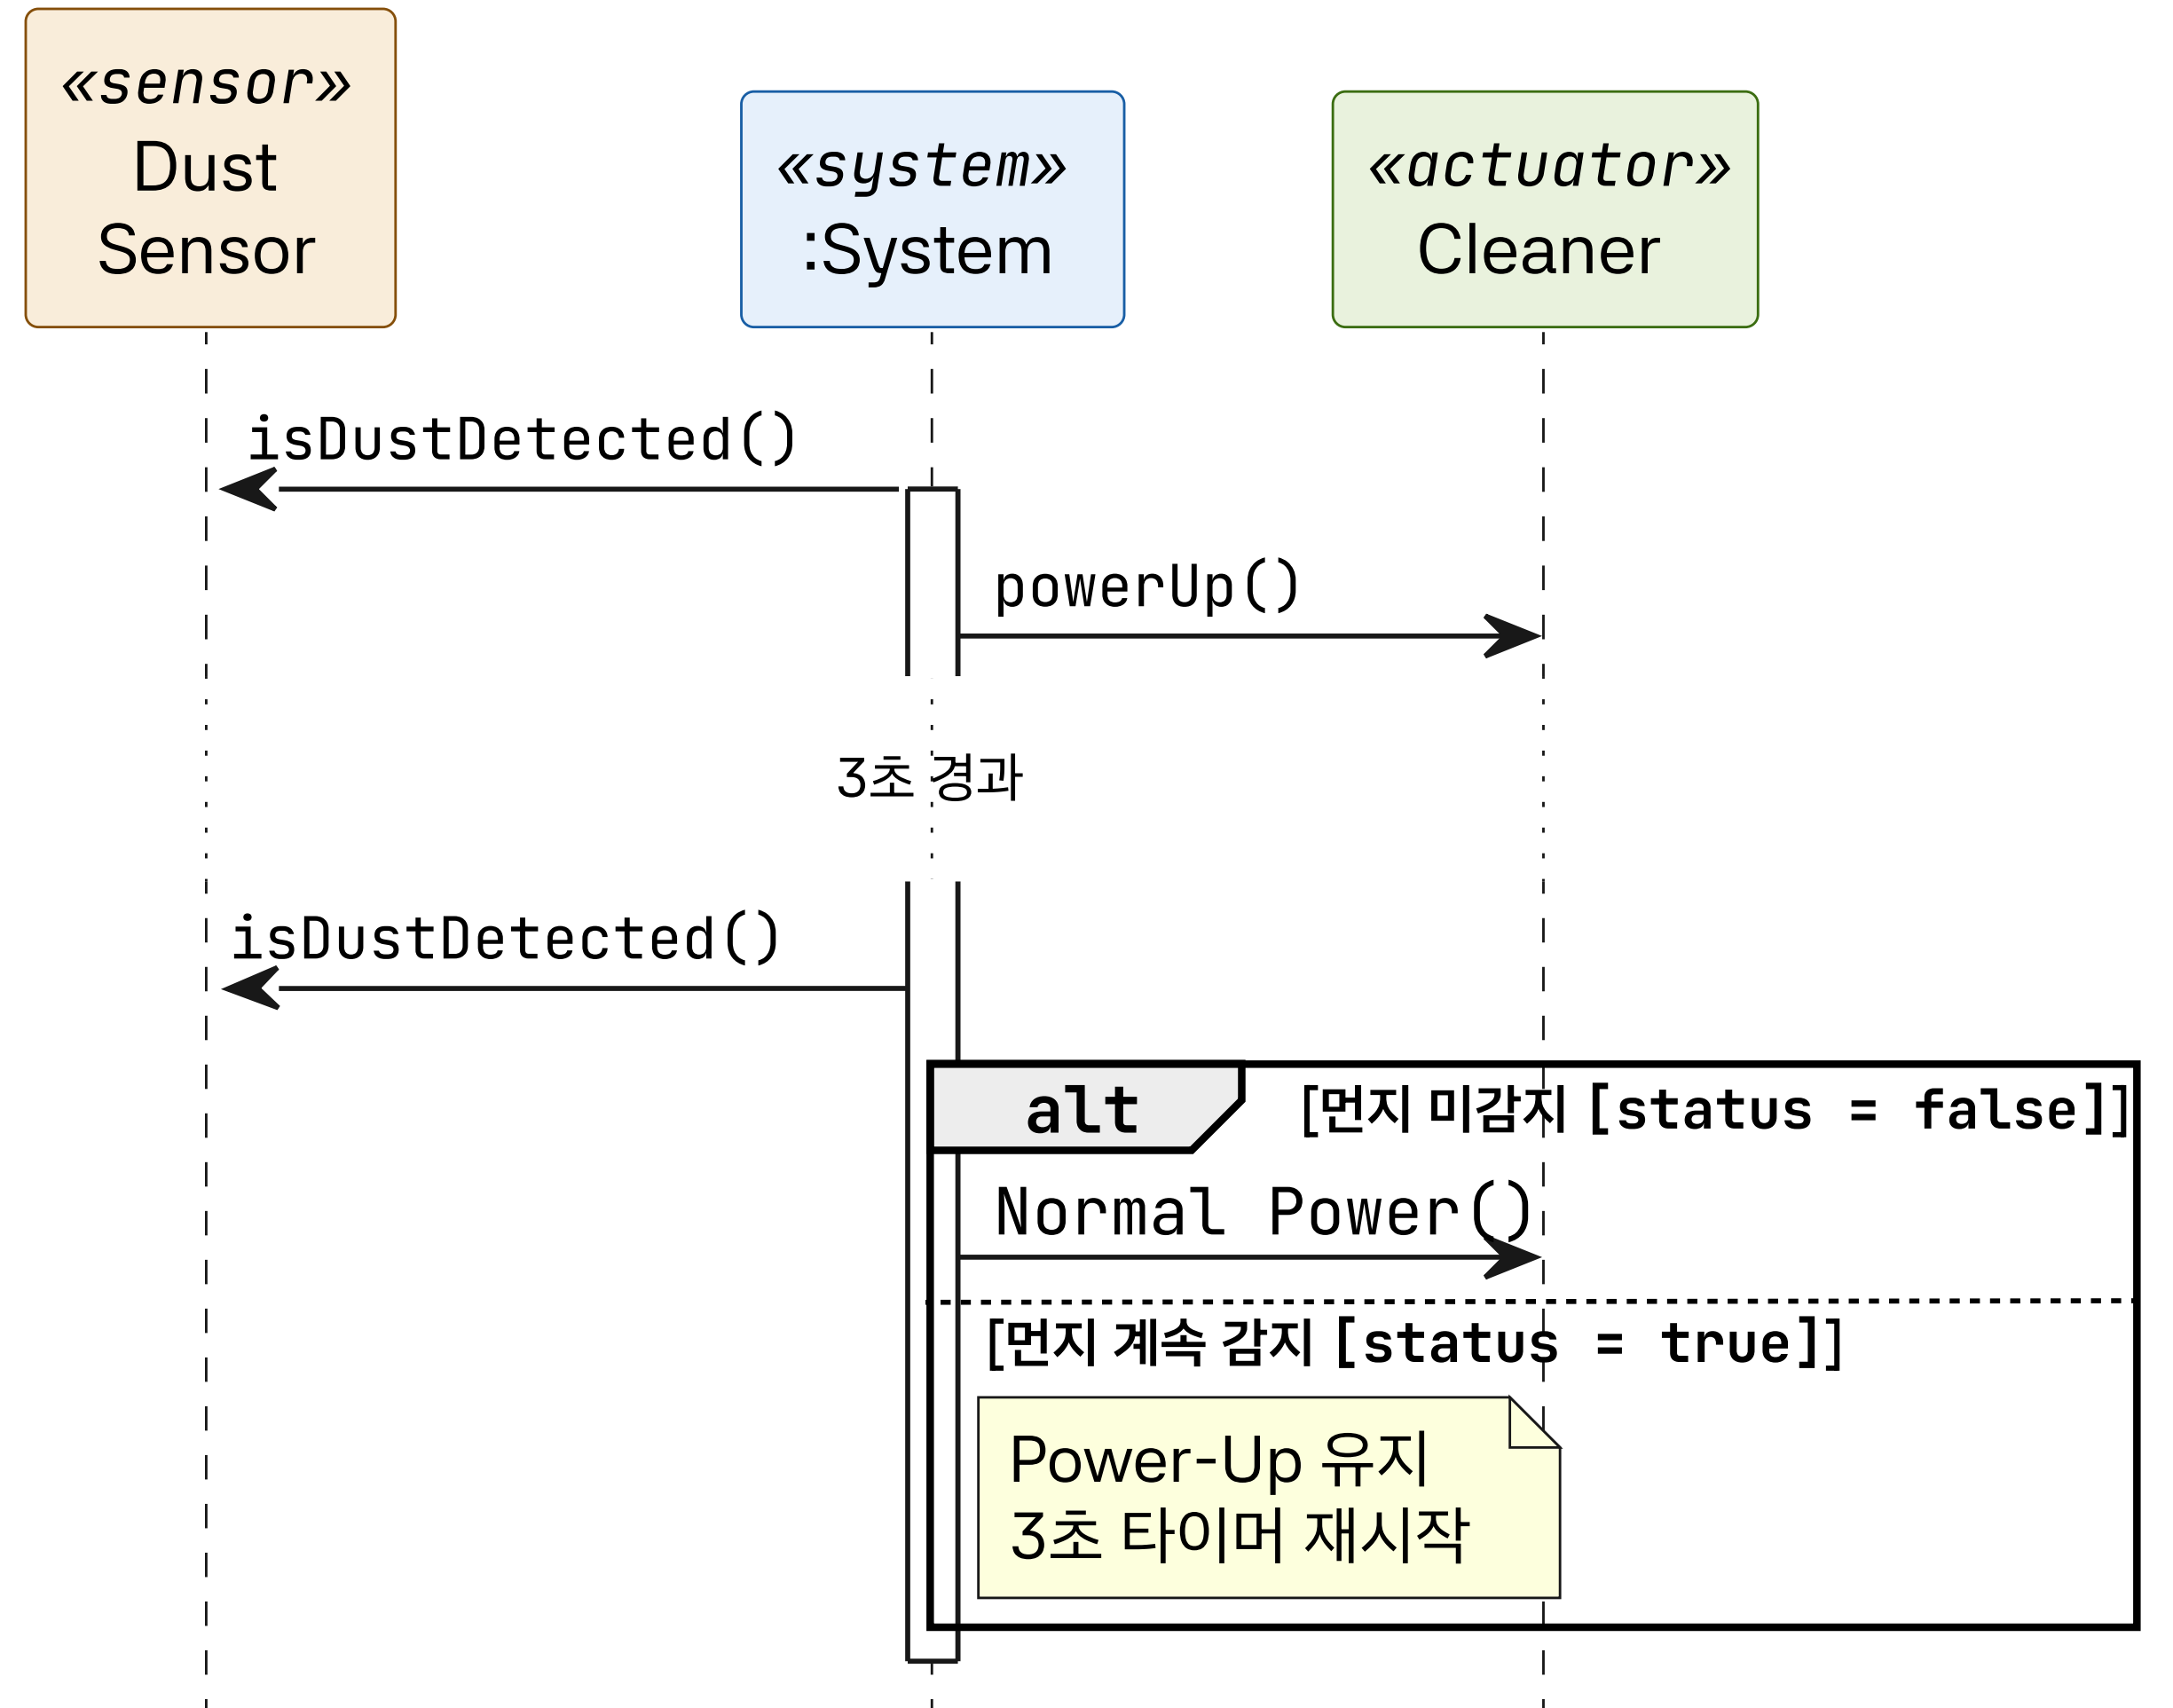 «sensor»
Dust
Sensor
«system»
:System
«actuator»
Cleaner
isDustDetected()
powerUp()
3초 경과
isDustDetected()
alt
[먼지 미감지 [status = false]]
Normal Power()
[먼지 계속감지 [status = true]]
Power-Up 유지
3초 타이머 재시작